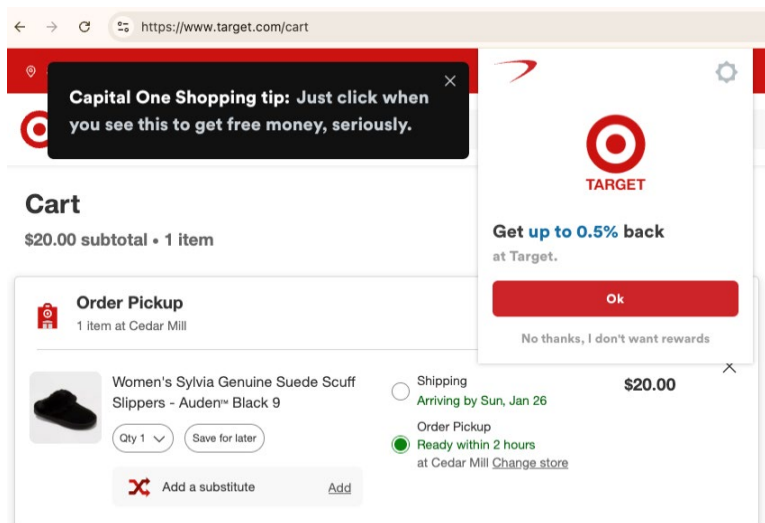 https://www.target.com/cart
Capital One Shopping tip: Just click when
you see this to get free money, seriously.
TARGET
Get up to 0.5% back
at Target.
Ok
No thanks, I don't want rewards
Cart
$20.00 subtotal • 1 item
Order Pickup
1 item at Cedar Mill
Women's Sylvia Genuine Suede Scuff
Slippers - Auden™ Black 9
Qty 1
Save for later
Add a substitute
Add
Shipping
Arriving by Sun, Jan 26
Order Pickup
Ready within 2 hours
at Cedar Mill Change store
$20.00